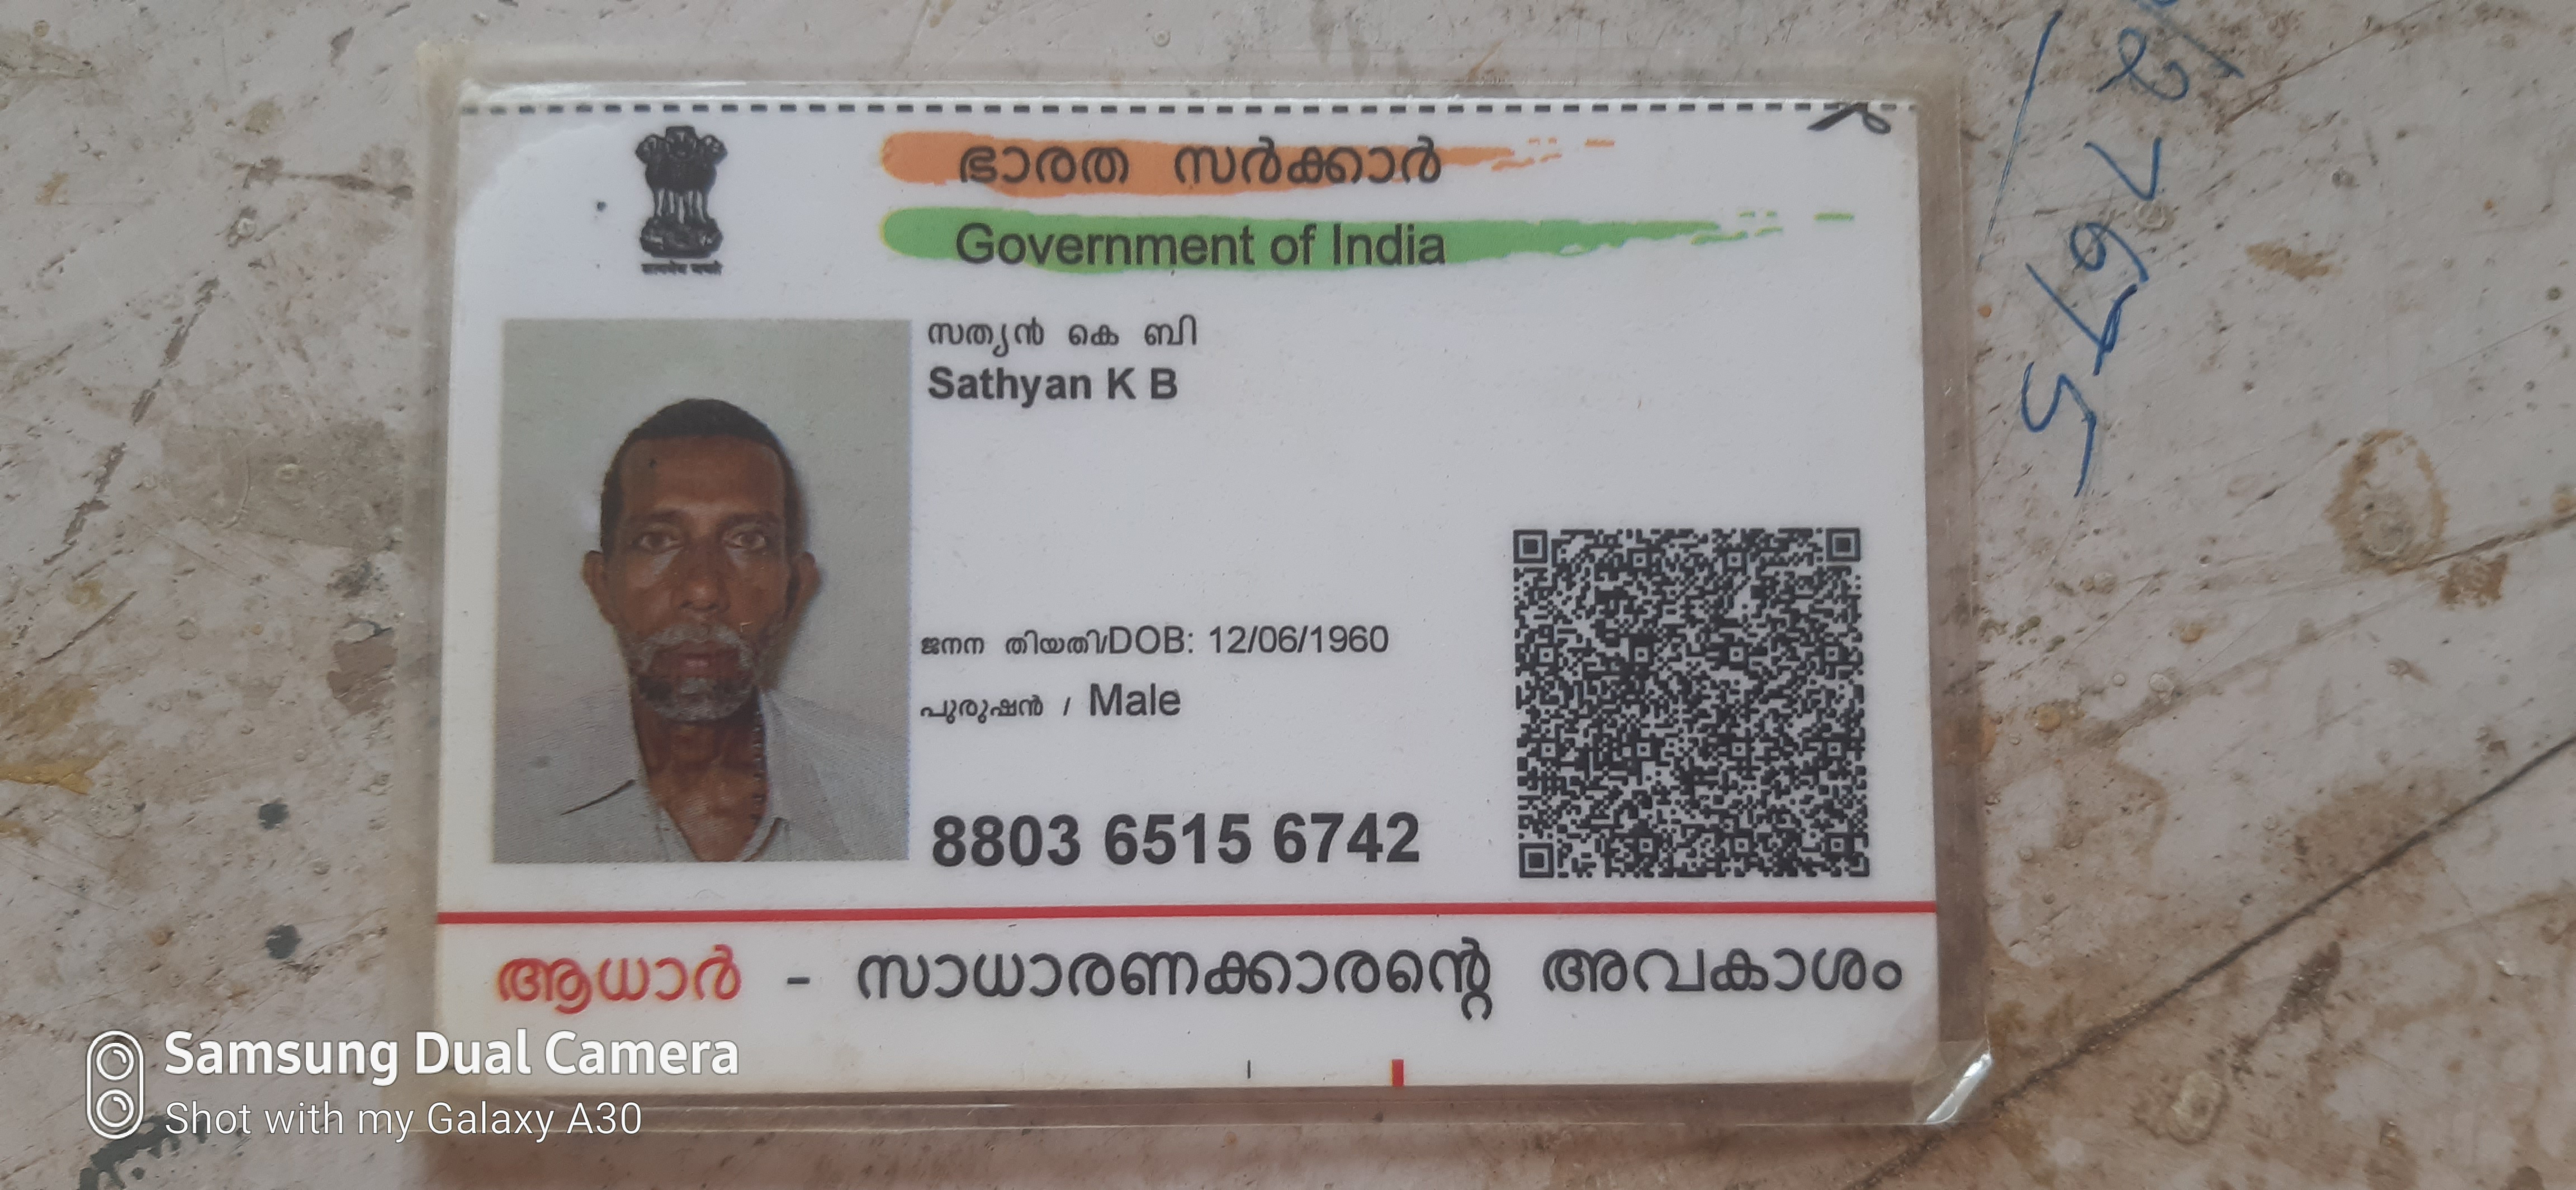 ഭാരത സർക്കാർ
Government of India
സത്യൻ കെ ബി
Sathyan K B
ജനന തിയതി/DOB: 12/06/1960
പുരുഷൻ / Male
8803 6515 6742
ആധാർ - സാധാരണക്കാരന്റെ അവകാശം
Samsung Dual Camera
Shot with my Galaxy A30